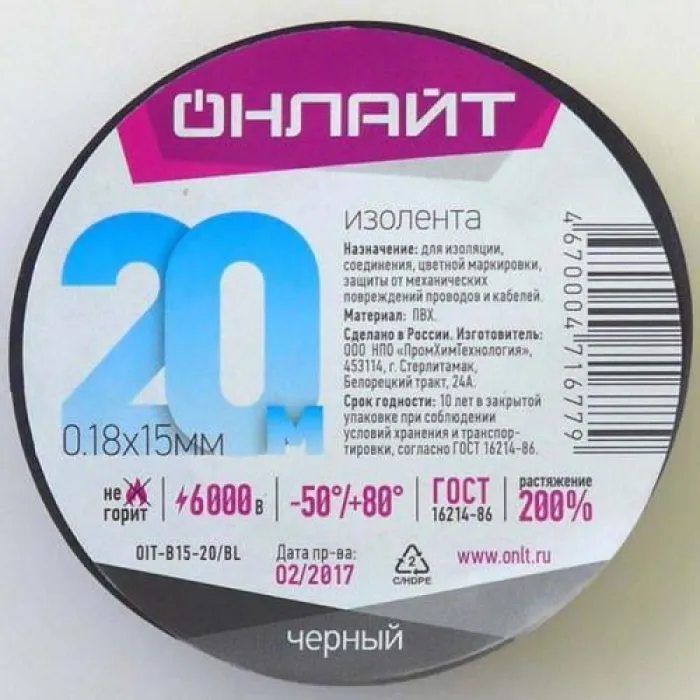 ОНЛАЙТ
20м
0.18х15мм
изолента
Назначение: для изоляции,
соединения, цветной маркировки,
защиты от механических
повреждений проводов и кабелей.
Материал: ПВХ.
Сделано в России. Изготовитель:
ООО НПО «ПромХимТехнология»,
453114, г. Стерлитамак,
Белорецкий тракт, 24А.
Срок годности: 10 лет в закрытой
упаковке при соблюдении
условий хранения и транспор-
тировки, согласно ГОСТ 16214-86.
4670004716779
не горит
6000В
-50°/+80°
ГОСТ
16214-86
растяжение
200%
OIT-B15-20/BL
Дата пр-ва:
02/2017
2
C/HDPE
www.onlt.ru
черный